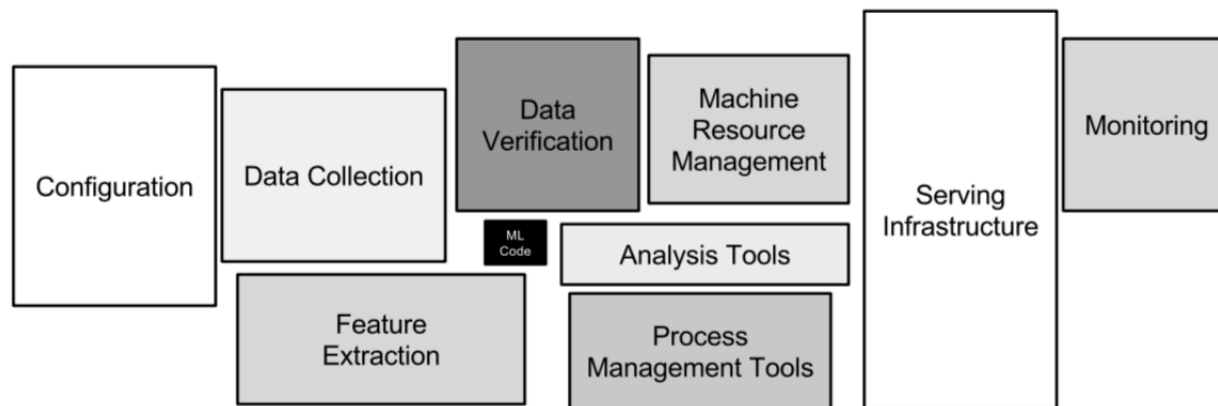 Configuration
Data Collection
Data
Verification
Machine
Resource
Management
Monitoring
Serving
Infrastructure
ML
Code
Analysis Tools
Feature
Extraction
Process
Management Tools